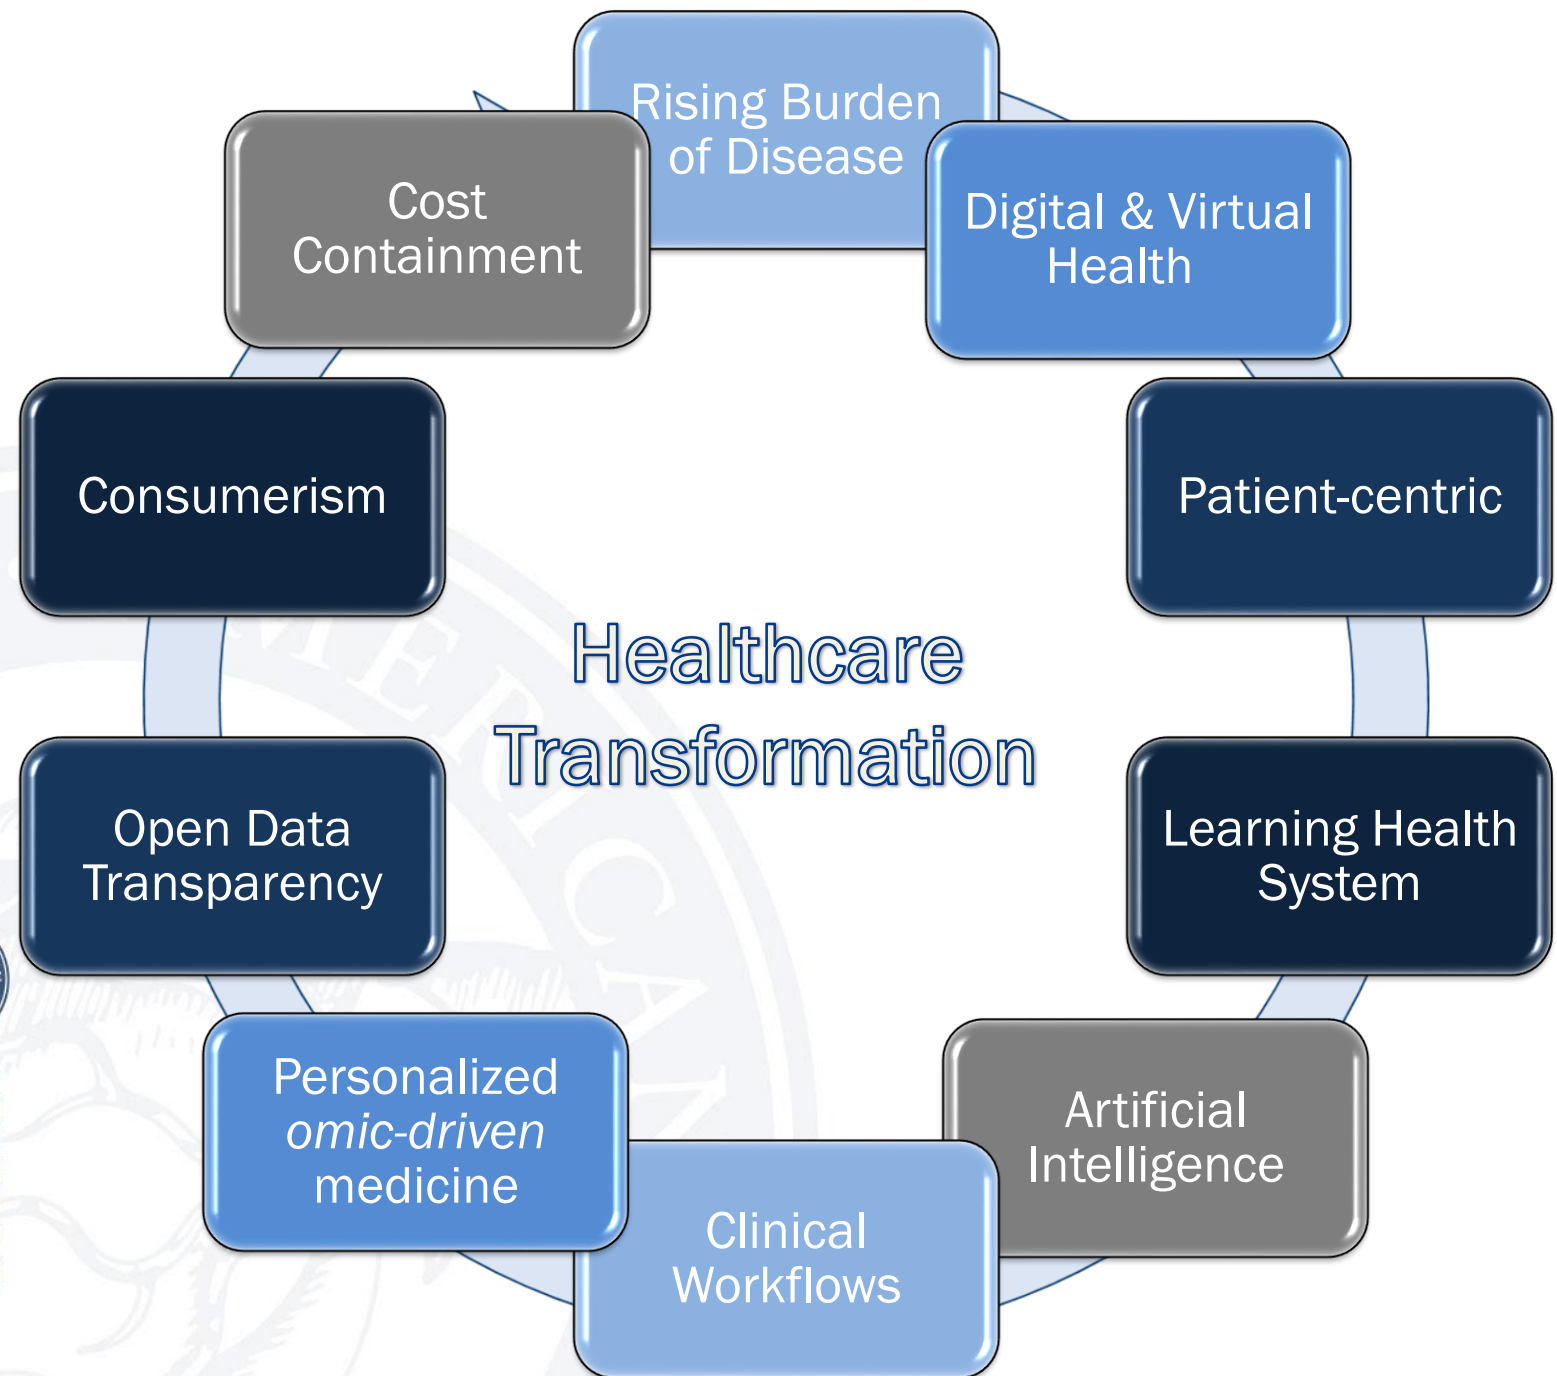 Rising Burden
of Disease
Digital & Virtual
Health
Patient-centric
Learning Health
System
Artificial
Intelligence
Clinical
Workflows
Personalized
omic-driven
medicine
Open Data
Transparency
Consumerism
Cost
Containment
Healthcare
Transformation
MERICAN